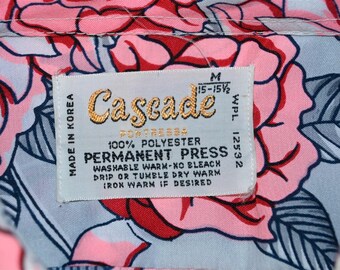 Cascade
100% POLYESTER
PERMANENT PRESS
WASHABLE WARM-NO BLEACH
DRIP OR TUMBLE DRY WARM
IRON WARM IF DESIRED
MADE IN KOREA
M
15-15½
WPL 12532